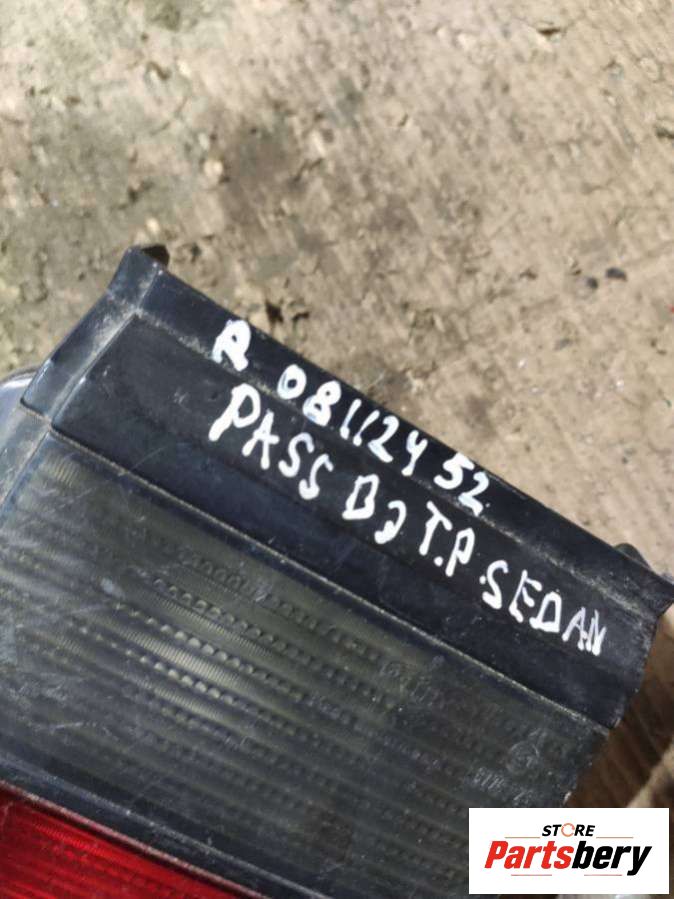 R 08112452
PASS B3 T.P. SEDAN
STORE
Partsbery